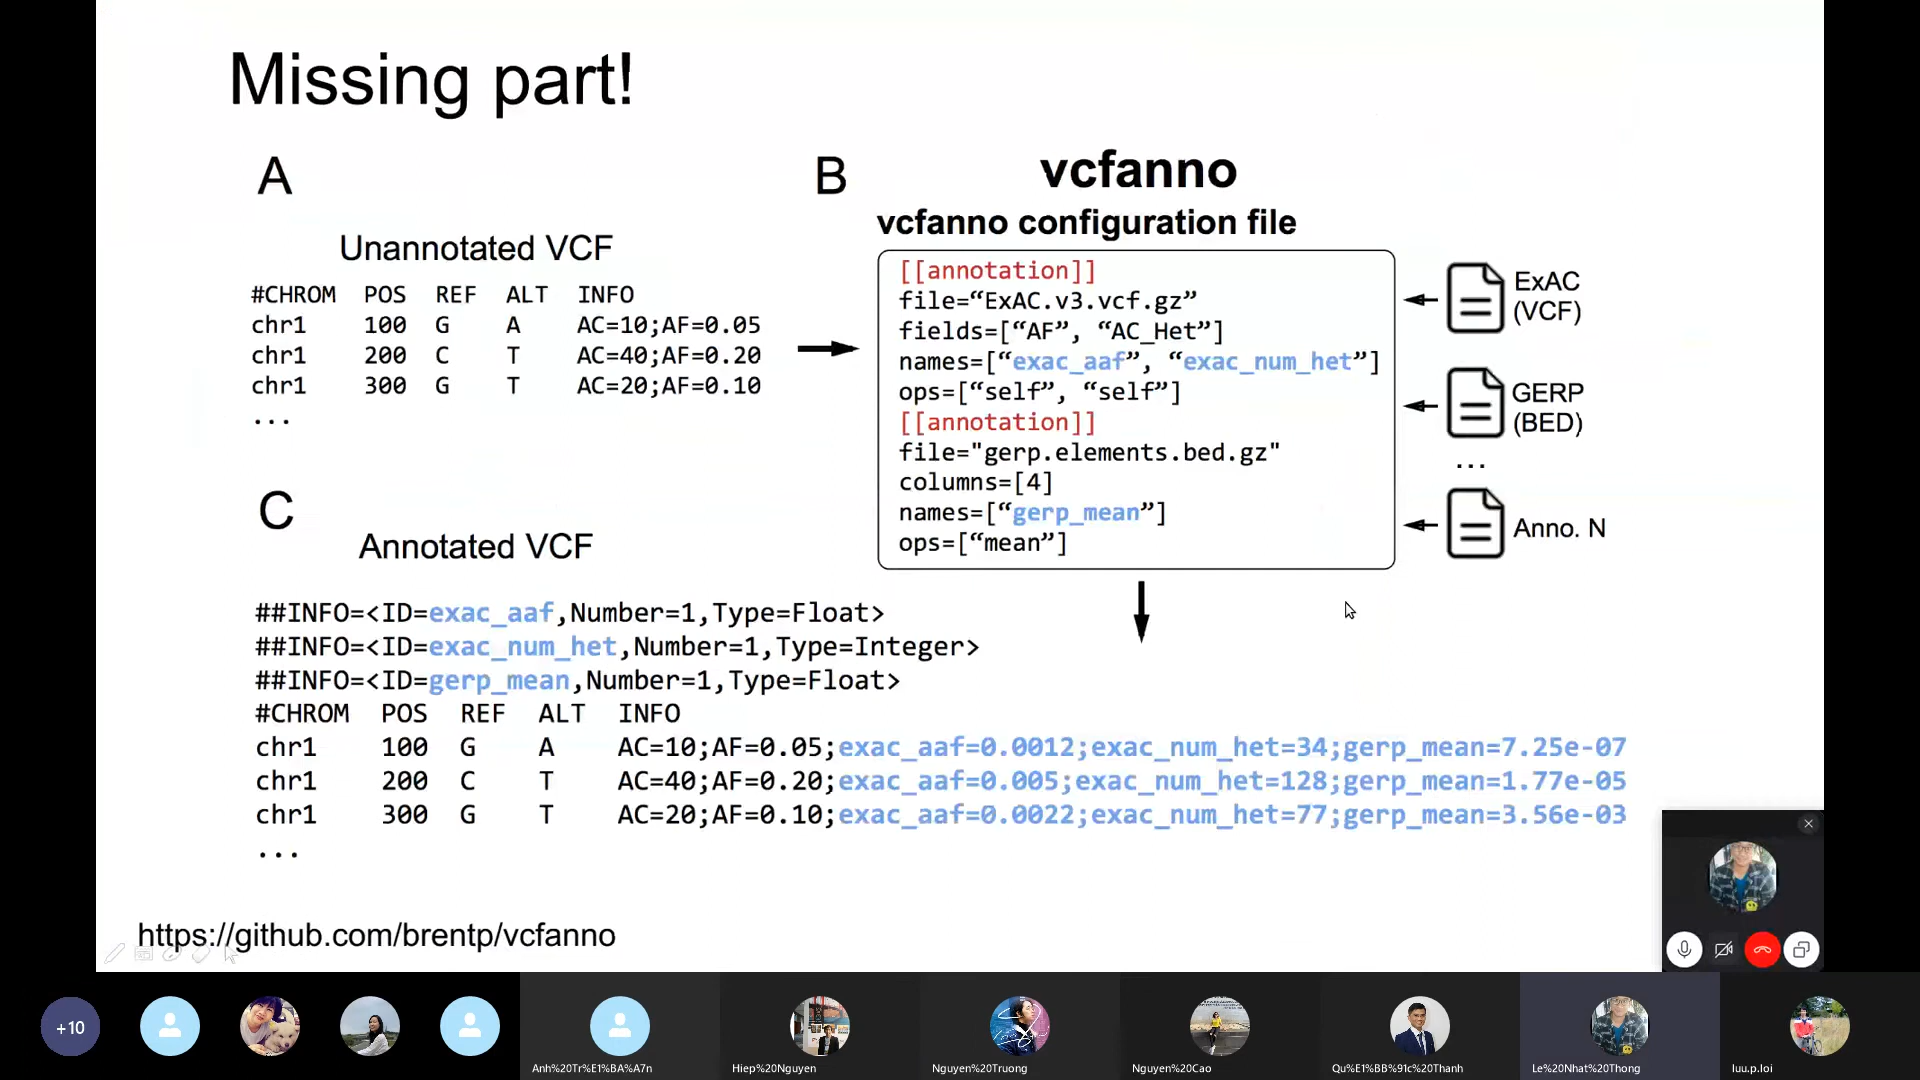 Missing part!
A
Unannotated VCF
#CHROM POS REF ALT INFO
chr1 100 G A AC=10;AF=0.05
chr1 200 C T AC=40;AF=0.20
chr1 300 G T AC=20;AF=0.10
...
B
vcfanno
vcfanno configuration file
[[annotation]]
file=“ExAC.v3.vcf.gz”
fields=[“AF”, “AC_Het”]
names=[“exac_aaf”, “exac_num_het”]
ops=[“self”, “self”]
[[annotation]]
file="gerp.elements.bed.gz"
columns=[4]
names=[“gerp_mean”]
ops=[“mean”]
ExAC
(VCF)
GERP
(BED)
...
Anno. N
C
Annotated VCF
##INFO=<ID=exac_aaf,Number=1,Type=Float>
##INFO=<ID=exac_num_het,Number=1,Type=Integer>
##INFO=<ID=gerp_mean,Number=1,Type=Float>
#CHROM POS REF ALT INFO
chr1 100 G A AC=10;AF=0.05;exac_aaf=0.0012;exac_num_het=34;gerp_mean=7.25e-07
chr1 200 C T AC=40;AF=0.20;exac_aaf=0.005;exac_num_het=128;gerp_mean=1.77e-05
chr1 300 G T AC=20;AF=0.10;exac_aaf=0.0022;exac_num_het=77;gerp_mean=3.56e-03
...
https://github.com/brentp/vcfanno
+10
Anh%20Tr%E1%BA%A7n
Hiep%20Nguyen
Nguyen%20Truong
Nguyen%20Cao
Qu%E1%BB%91c%20Thanh
Le%20Nhat%20Thong
luu.p.loi